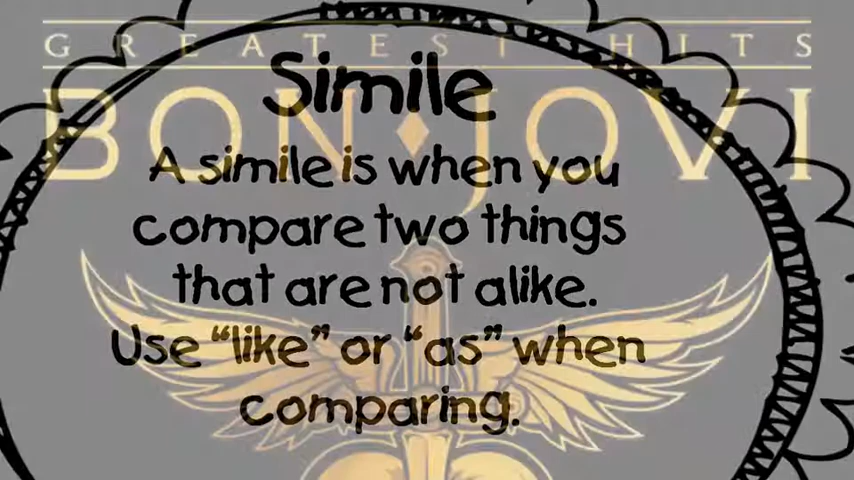 GREATEST HITS
Simile
BON JOVI
A simile is when you
compare two things
that are not alike.
Use “like” or “as” when
comparing.